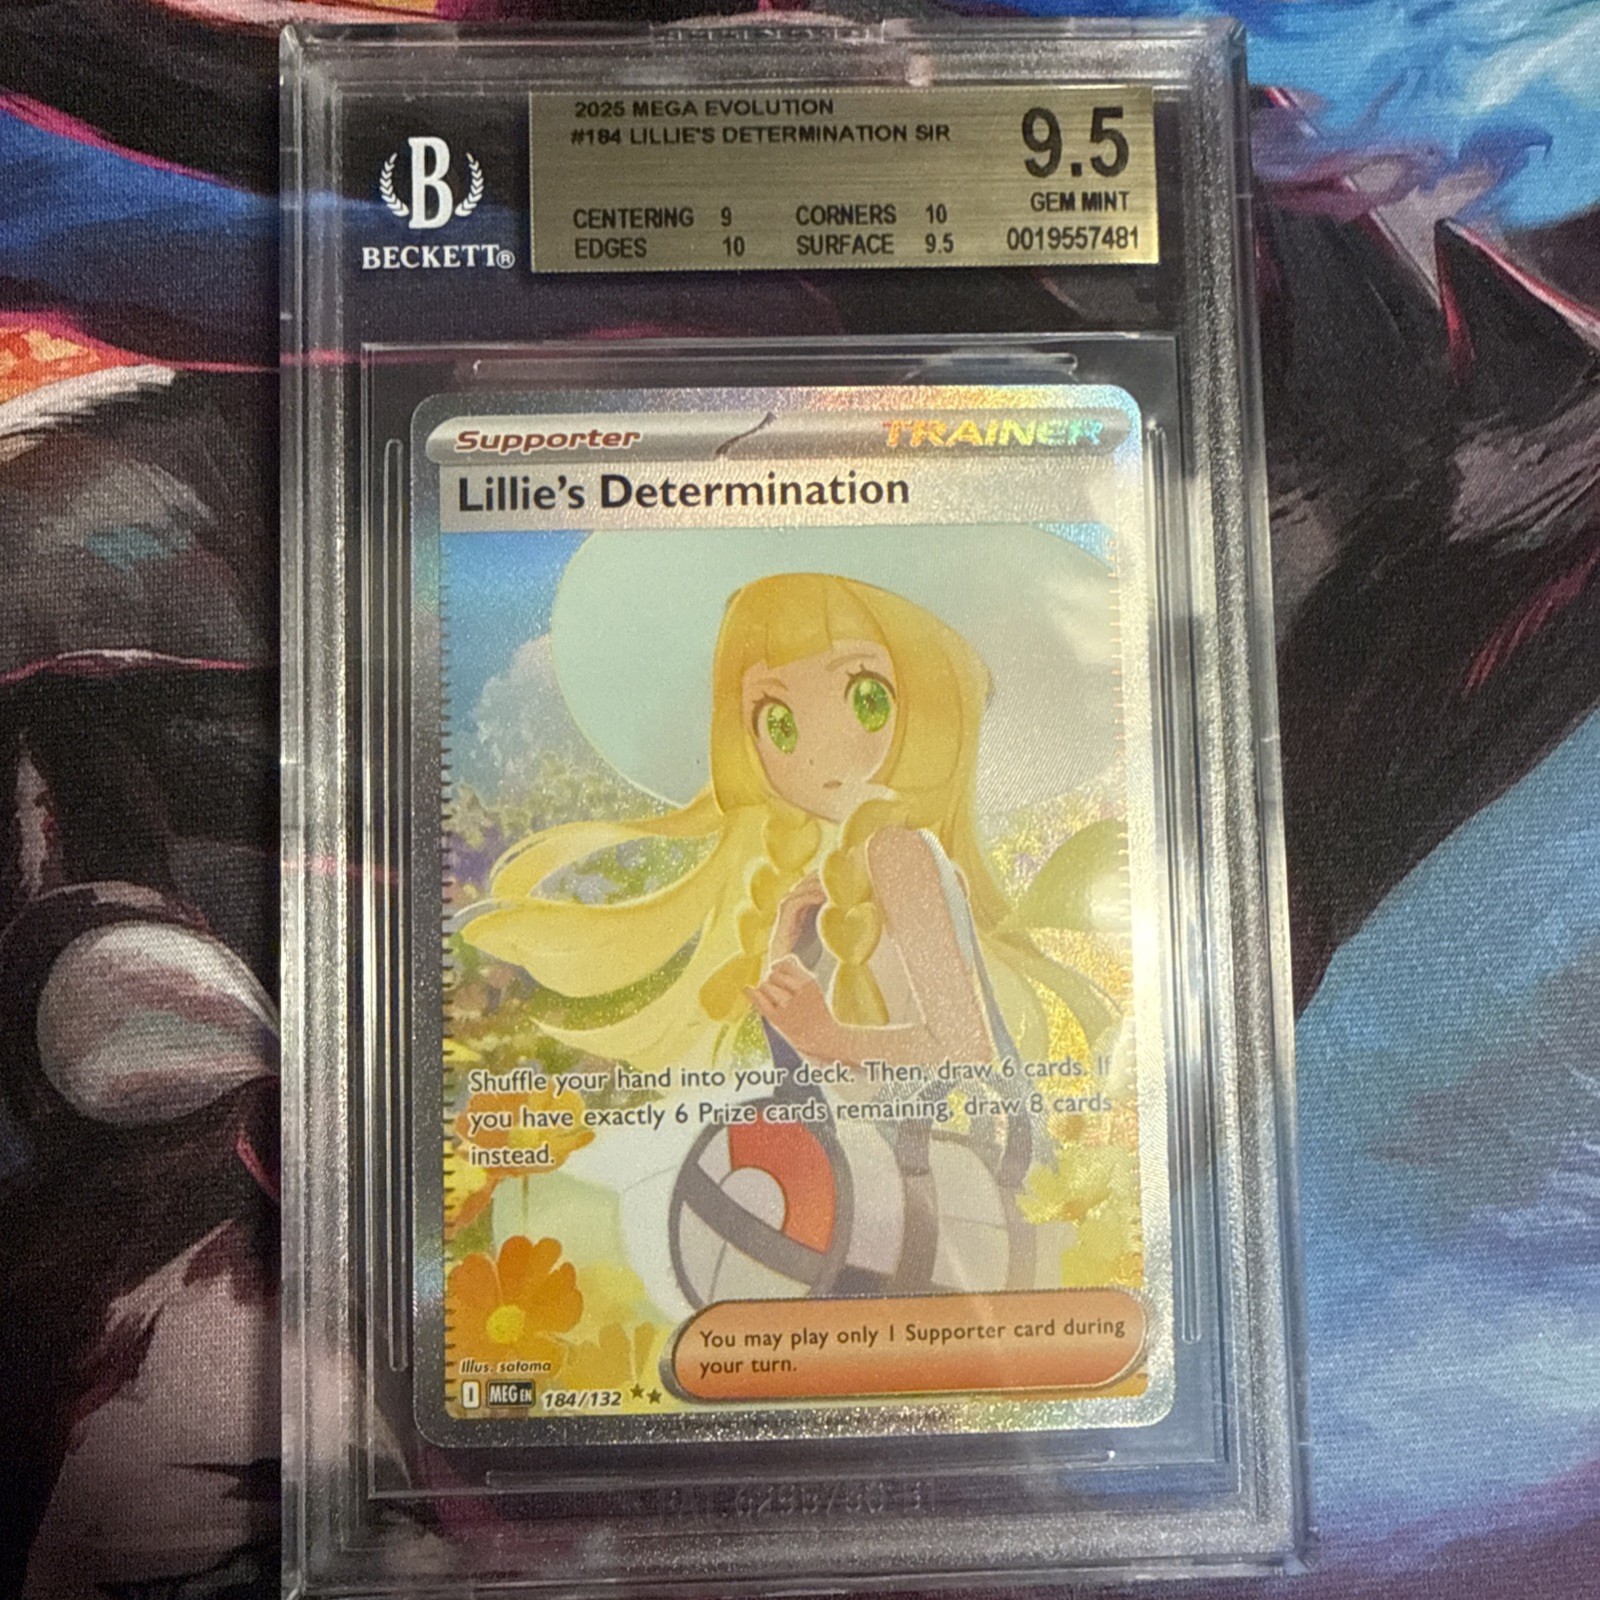 2025 MEGA EVOLUTION
#184 LILLIE'S DETERMINATION SIR
9.5
GEM MINT
CENTERING 9 CORNERS 10
EDGES 10 SURFACE 9.5
0019557481
B
BECKETT®
Supporter
TRAINER
Lillie's Determination
Shuffle your hand into your deck. Then, draw 6 cards. If
you have exactly 6 Prize cards remaining, draw 8 cards
instead.
You may play only 1 Supporter card during
your turn.
Illus. satoma
I MEG EN 184/132 ★★